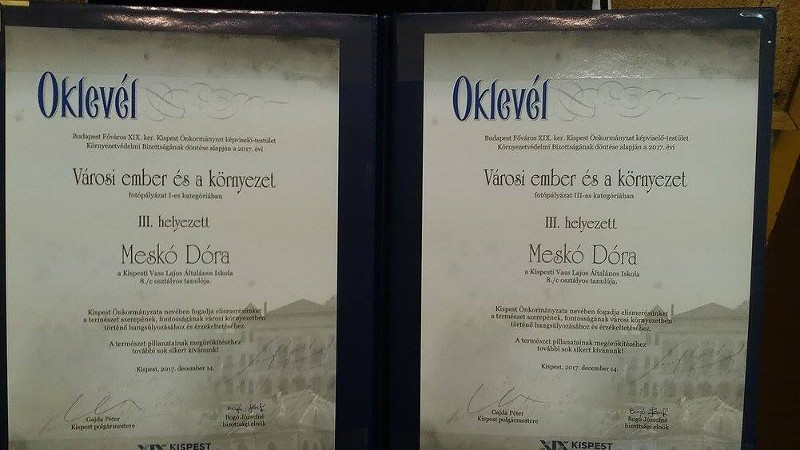 Oklevél
Budapest Főváros XIX. ker. Kispest Önkormányzat képviselő-testület
Környezetvédelmi Bizottságának döntése alapján a 2017. évi
Városi ember és a környezet
fotópályázat I-es kategóriában
III. helyezett
Meskó Dóra
a Kispesti Vass Lajos Általános Iskola
8./c osztályos tanulója.
Kispest Önkormányzata nevében fogadja elismerésünket
a természet szerepének, fontosságának városi környezetben
történő hangsúlyozásához és érzékeltetéséhez.
A természet pillanatainak megörökítéséhez
további sok sikert kívánunk!
Kispest, 2017. december 14.
Gajda Péter
Kispest polgármestere
Bogó Józsefné
bizottsági elnök
XIX KISPEST
Oklevél
Budapest Főváros XIX. ker. Kispest Önkormányzat képviselő-testület
Környezetvédelmi Bizottságának döntése alapján a 2017. évi
Városi ember és a környezet
fotópályázat III-as kategóriában
III. helyezett
Meskó Dóra
a Kispesti Vass Lajos Általános Iskola
8./c osztályos tanulója.
Kispest Önkormányzata nevében fogadja elismerésünket
a természet szerepének, fontosságának városi környezetben
történő hangsúlyozásához és érzékeltetéséhez.
A természet pillanatainak megörökítéséhez
további sok sikert kívánunk!
Kispest, 2017. december 14.
Gajda Péter
Kispest polgármestere
Bogó Józsefné
bizottsági elnök
XIX KISPEST